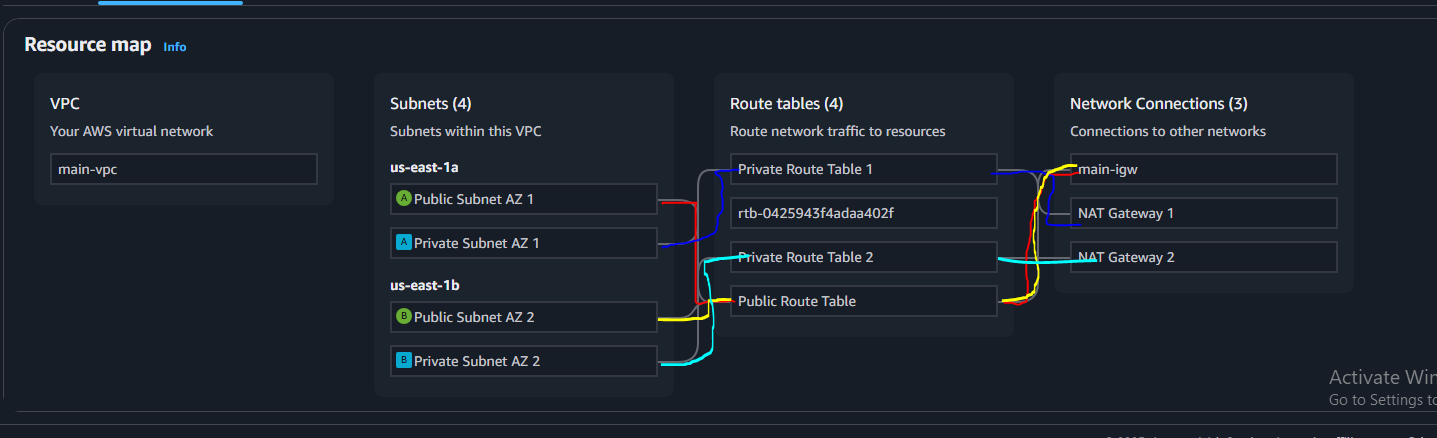 Resource map Info
VPC
Your AWS virtual network
main-vpc
Subnets (4)
Subnets within this VPC
us-east-1a
A Public Subnet AZ 1
A Private Subnet AZ 1
us-east-1b
B Public Subnet AZ 2
B Private Subnet AZ 2
Route tables (4)
Route network traffic to resources
Private Route Table 1
rtb-0425943f4adaa402f
Private Route Table 2
Public Route Table
Network Connections (3)
Connections to other networks
main-igw
NAT Gateway 1
NAT Gateway 2
Activate Win
Go to Settings to